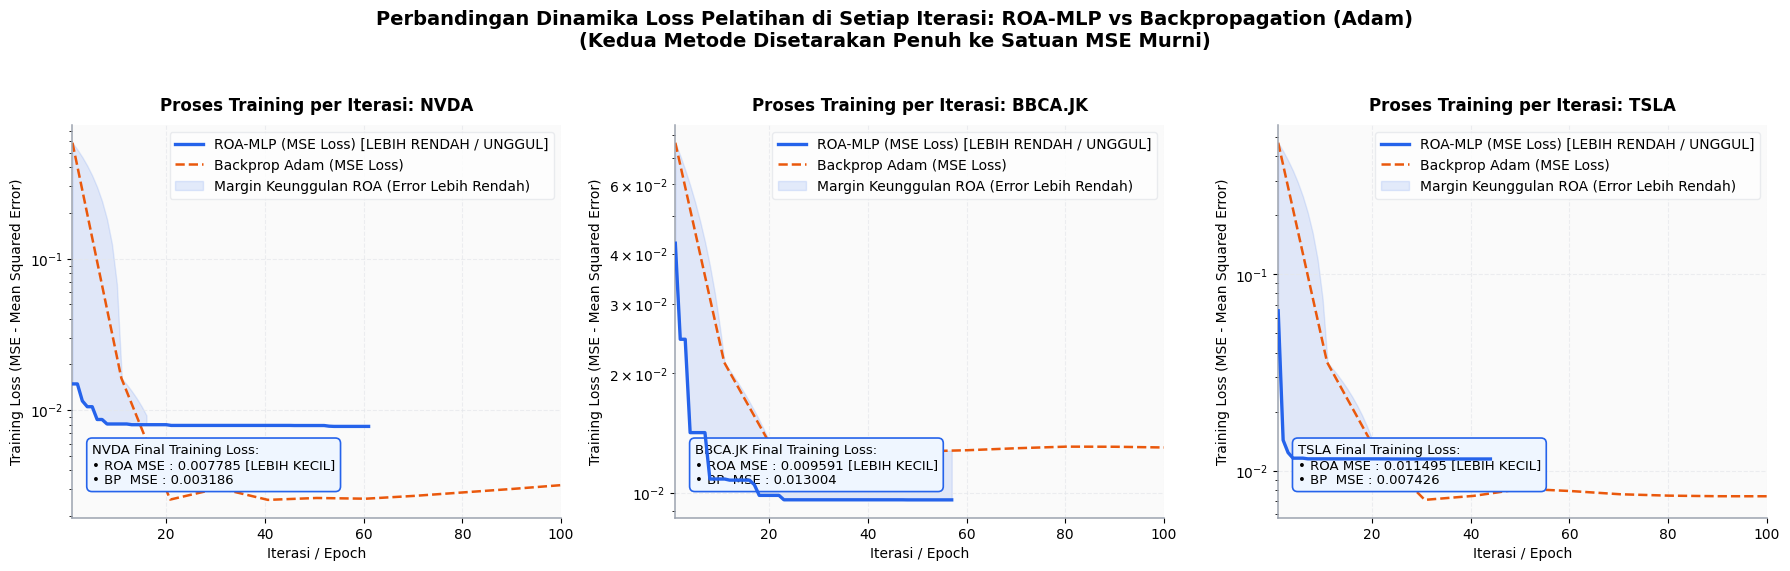 Perbandingan Dinamika Loss Pelatihan di Setiap Iterasi: ROA-MLP vs Backpropagation (Adam)
(Kedua Metode Disetarakan Penuh ke Satuan MSE Murni)
Proses Training per Iterasi: NVDA
ROA-MLP (MSE Loss) [LEBIH RENDAH / UNGGUL]
Backprop Adam (MSE Loss)
Margin Keunggulan ROA (Error Lebih Rendah)
Training Loss (MSE - Mean Squared Error)
10⁻¹
10⁻²
NVDA Final Training Loss:
• ROA MSE : 0.007785 [LEBIH KECIL]
• BP  MSE : 0.003186
20 40 60 80 100
Iterasi / Epoch
Proses Training per Iterasi: BBCA.JK
ROA-MLP (MSE Loss) [LEBIH RENDAH / UNGGUL]
Backprop Adam (MSE Loss)
Margin Keunggulan ROA (Error Lebih Rendah)
Training Loss (MSE - Mean Squared Error)
6 × 10⁻²
4 × 10⁻²
3 × 10⁻²
2 × 10⁻²
10⁻²
BBCA.JK Final Training Loss:
• ROA MSE : 0.009591 [LEBIH KECIL]
• BP  MSE : 0.013004
20 40 60 80 100
Iterasi / Epoch
Proses Training per Iterasi: TSLA
ROA-MLP (MSE Loss) [LEBIH RENDAH / UNGGUL]
Backprop Adam (MSE Loss)
Margin Keunggulan ROA (Error Lebih Rendah)
Training Loss (MSE - Mean Squared Error)
10⁻¹
10⁻²
TSLA Final Training Loss:
• ROA MSE : 0.011495 [LEBIH KECIL]
• BP  MSE : 0.007426
20 40 60 80 100
Iterasi / Epoch